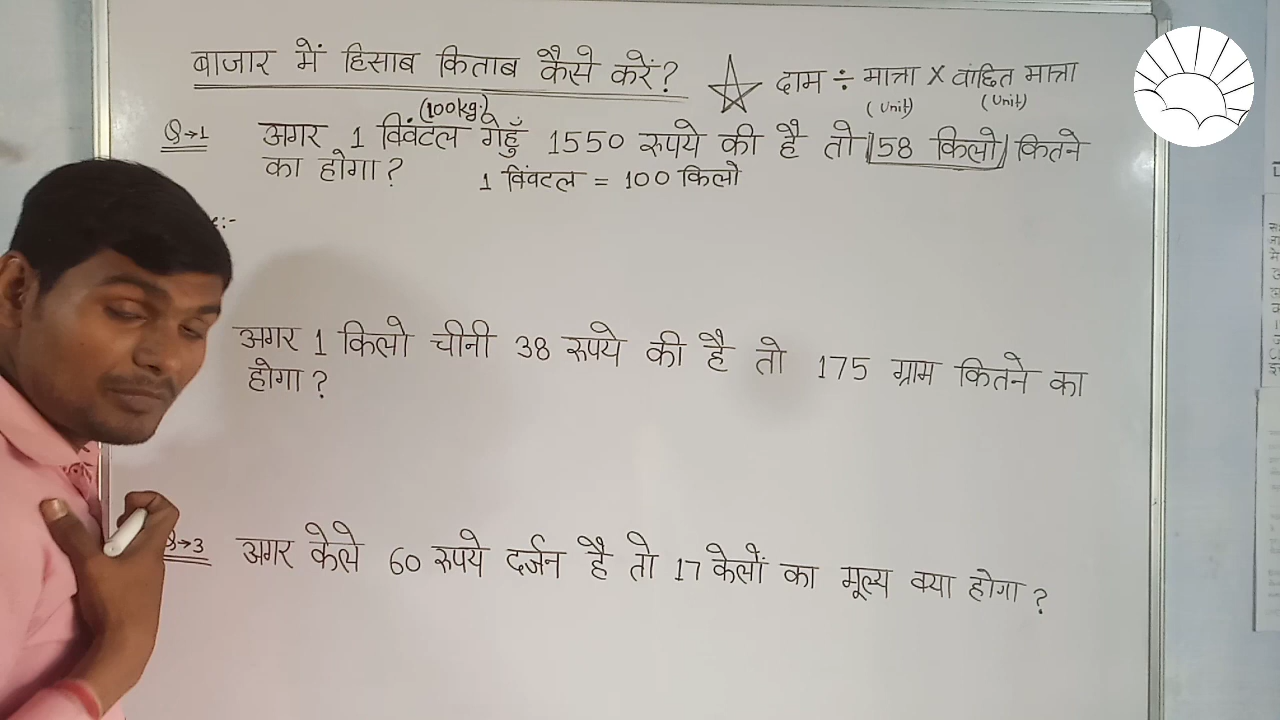 बाजार में हिसाब किताब कैसे करें?
दाम ÷ मात्रा x वांछित मात्रा
(unit) (unit)
(100kg)
Q→1 अगर 1 क्विंटल गेहूँ 1550 रूपये की है तो 58 किलो कितने
का होगा? 1 क्विंटल = 100 किलो
अगर 1 किलो चीनी 38 रूपये की है तो 175 ग्राम कितने का
होगा?
Q→3 अगर केले 60 रूपये दर्जन है तो 17 केलों का मूल्य क्या होगा?